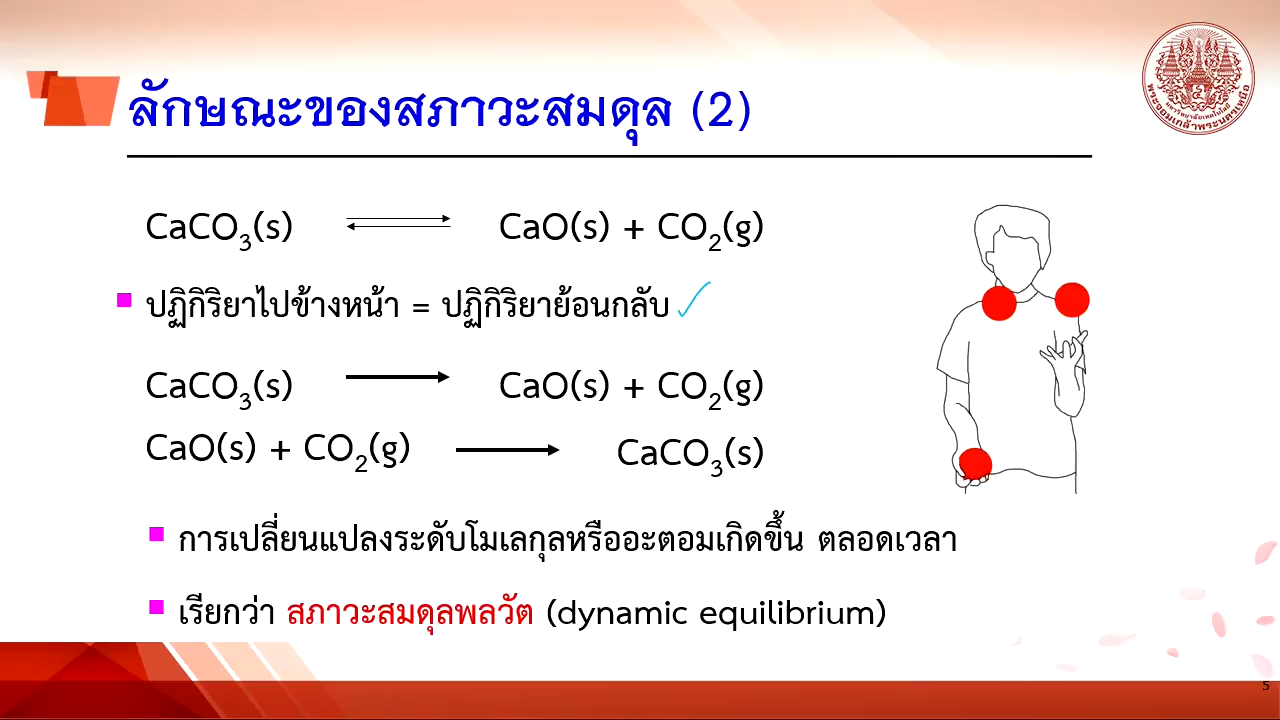 ลักษณะของสภาวะสมดุล (2)
CaCO₃(s) ⇌ CaO(s) + CO₂(g)
ปฏิกิริยาไปข้างหน้า = ปฏิกิริยาย้อนกลับ ✓
CaCO₃(s) → CaO(s) + CO₂(g)
CaO(s) + CO₂(g) → CaCO₃(s)
การเปลี่ยนแปลงระดับโมเลกุลหรืออะตอมเกิดขึ้น ตลอดเวลา
เรียกว่า สภาวะสมดุลพลวัต (dynamic equilibrium)
5